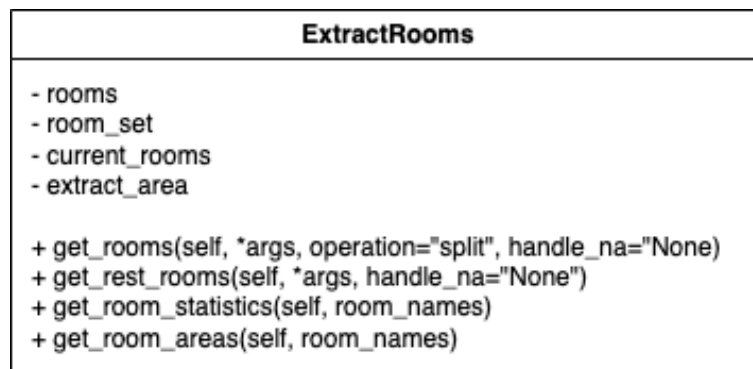 ExtractRooms
- rooms
- room_set
- current_rooms
- extract_area
+ get_rooms(self, *args, operation="split", handle_na="None)
+ get_rest_rooms(self, *args, handle_na="None")
+ get_room_statistics(self, room_names)
+ get_room_areas(self, room_names)